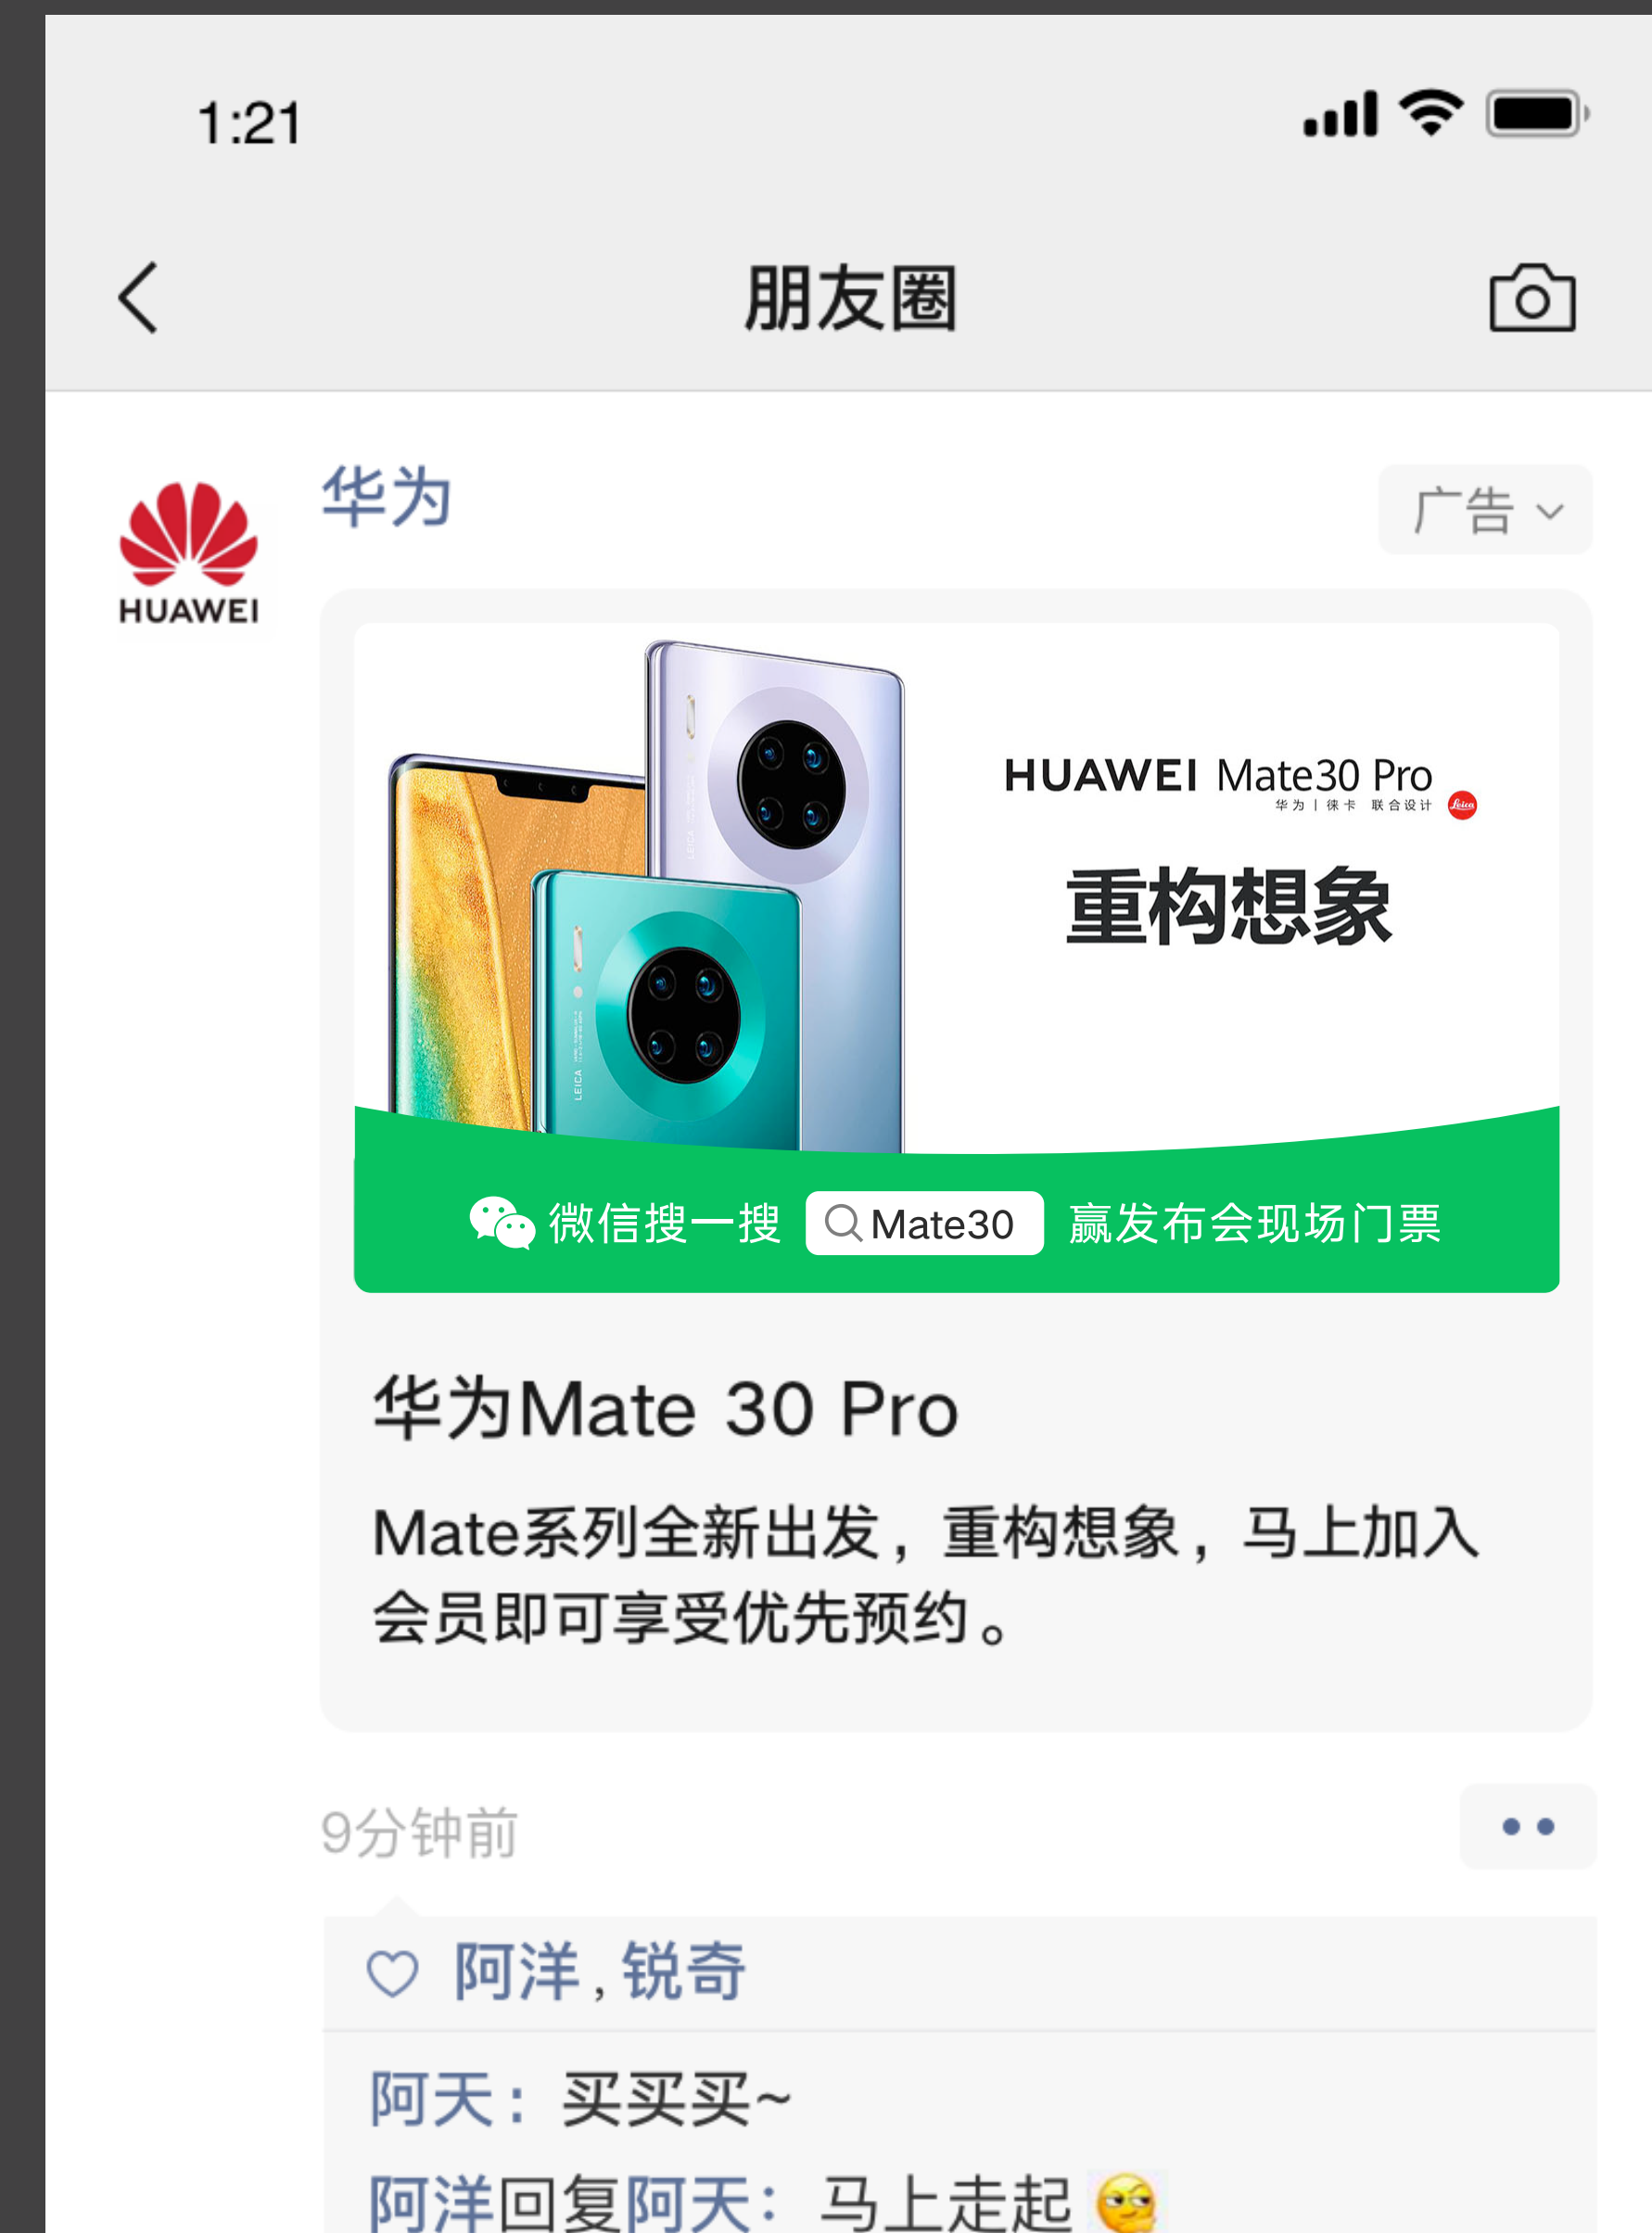 1:21
朋友圈
华为
广告
HUAWEI
HUAWEI Mate30 Pro
华为 | 徕卡 联合设计
Leica
重构想象
LEICA
LEICA
微信搜一搜 Mate30 赢发布会现场门票
华为Mate 30 Pro
Mate系列全新出发，重构想象，马上加入
会员即可享受优先预约。
9分钟前
阿洋,锐奇
阿天：买买买~
阿洋回复阿天：马上走起